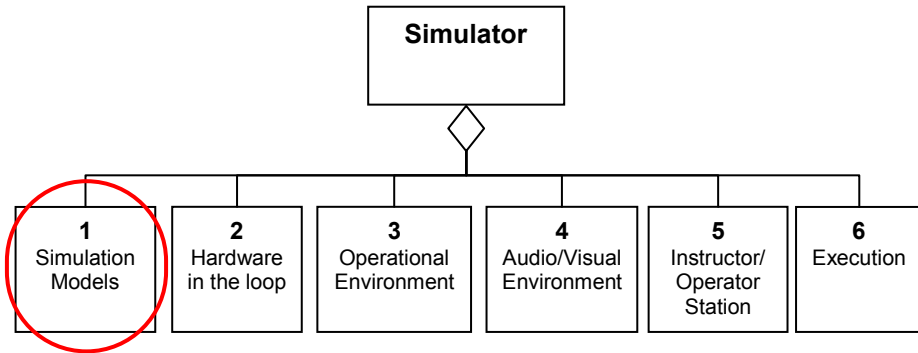 Simulator
1
Simulation
Models
2
Hardware
in the loop
3
Operational
Environment
4
Audio/Visual
Environment
5
Instructor/
Operator
Station
6
Execution